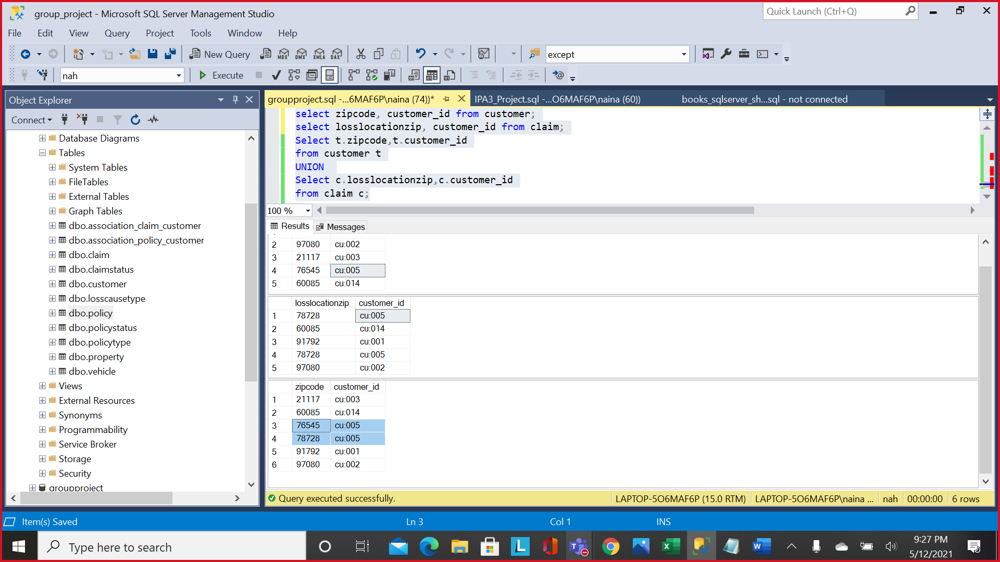 group_project - Microsoft SQL Server Management Studio
Quick Launch (Ctrl+Q)
File Edit View Query Project Tools Window Help
New Query MDX DMX XMLA DAX except
nah Execute
Object Explorer
Connect
Database Diagrams
Tables
System Tables
FileTables
External Tables
Graph Tables
dbo.association_claim_customer
dbo.association_policy_customer
dbo.claim
dbo.claimstatus
dbo.customer
dbo.losscausetype
dbo.policy
dbo.policystatus
dbo.policytype
dbo.property
dbo.vehicle
Views
External Resources
Synonyms
Programmability
Service Broker
Storage
Security
groupproject
groupproject.sql -...6MAF6P\naina (74))* IPA3_Project.sql -...O6MAF6P\naina (60)) books_sqlserver_sh...sql - not connected
select zipcode, customer_id from customer;
select losslocationzip, customer_id from claim;
Select t.zipcode,t.customer_id
from customer t
UNION
Select c.losslocationzip,c.customer_id
from claim c;
100 %
Results Messages
2 97080 cu:002
3 21117 cu:003
4 76545 cu:005
5 60085 cu:014
losslocationzip customer_id
1 78728 cu:005
2 60085 cu:014
3 91792 cu:001
4 78728 cu:005
5 97080 cu:002
zipcode customer_id
1 21117 cu:003
2 60085 cu:014
3 76545 cu:005
4 78728 cu:005
5 91792 cu:001
6 97080 cu:002
Query executed successfully. LAPTOP-5O6MAF6P (15.0 RTM) LAPTOP-5O6MAF6P\naina ... nah 00:00:00 6 rows
Item(s) Saved Ln 3 Col 1 INS
Type here to search
9:27 PM
5/12/2021